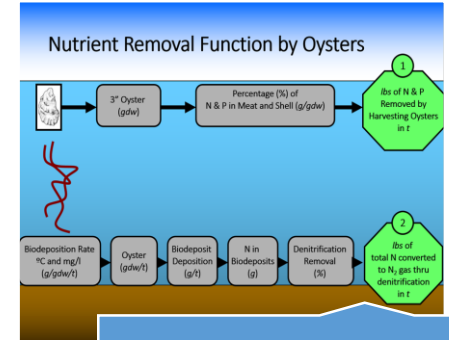 Nutrient Removal Function by Oysters
1
3" Oyster
(gdw)
Percentage (%) of
N & P in Meat and Shell (g/gdw)
lbs of N & P
Removed by
Harvesting Oysters
in t
2
Biodeposition Rate
ºC and mg/l
(g/gdw/t)
Oyster
(gdw/t)
Biodeposit
Deposition
(g/t)
N in
Biodeposits
(g)
Denitrification
Removal
(%)
lbs of
total N converted
to N₂ gas thru
denitrification
in t